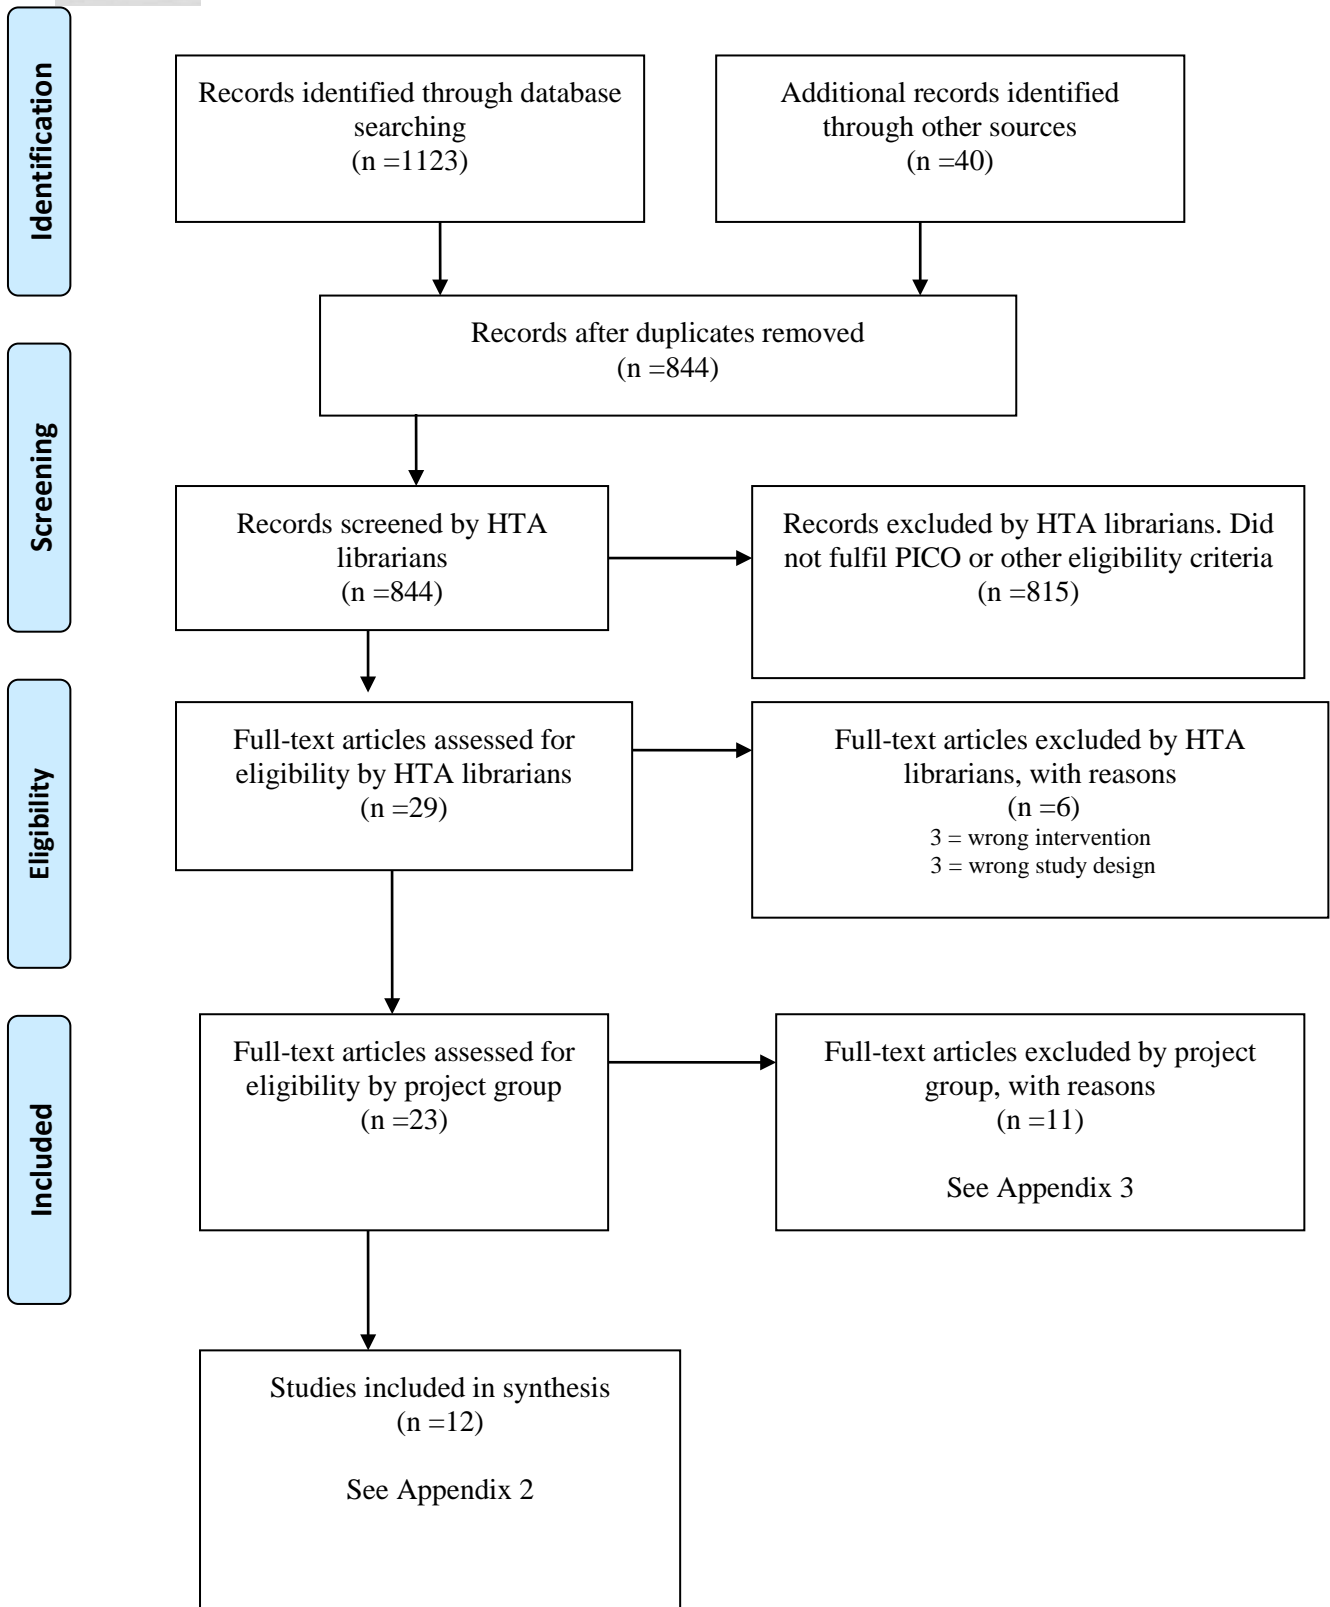 Identification
Records identified through database
searching
(n =1123)
Additional records identified
through other sources
(n =40)
Records after duplicates removed
(n =844)
Screening
Records screened by HTA
librarians
(n =844)
Records excluded by HTA librarians. Did
not fulfil PICO or other eligibility criteria
(n =815)
Eligibility
Full-text articles assessed for
eligibility by HTA librarians
(n =29)
Full-text articles excluded by HTA
librarians, with reasons
(n =6)
3 = wrong intervention
3 = wrong study design
Included
Full-text articles assessed for
eligibility by project group
(n =23)
Full-text articles excluded by project
group, with reasons
(n =11)
See Appendix 3
Studies included in synthesis
(n =12)
See Appendix 2